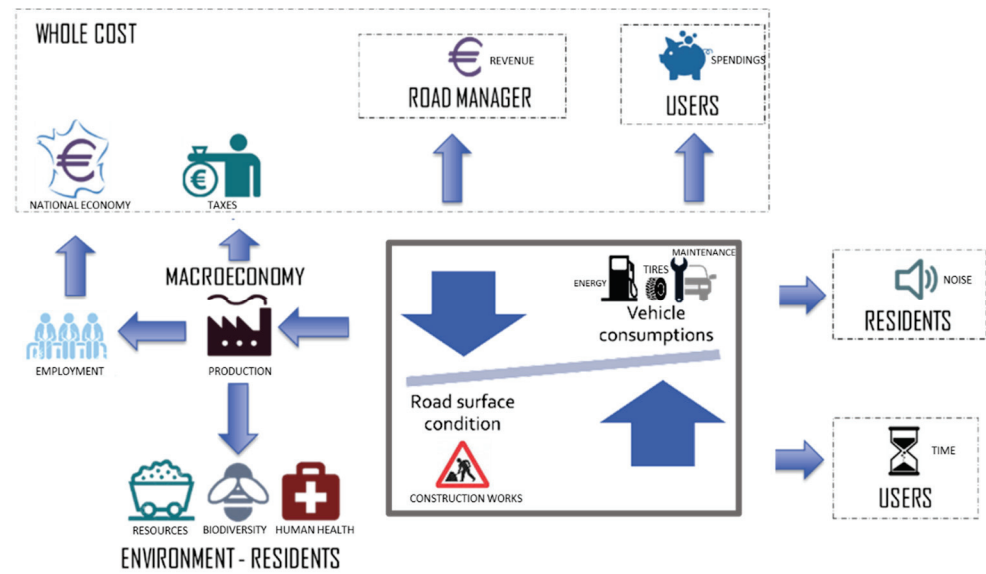 WHOLE COST
REVENUE
ROAD MANAGER
SPENDINGS
USERS
NATIONAL ECONOMY
TAXES
MACROECONOMY
EMPLOYMENT
PRODUCTION
RESOURCES
BIODIVERSITY
HUMAN HEALTH
ENVIRONMENT - RESIDENTS
MAINTENANCE
TIRES
ENERGY
Vehicle
consumptions
Road surface
condition
CONSTRUCTION WORKS
NOISE
RESIDENTS
TIME
USERS